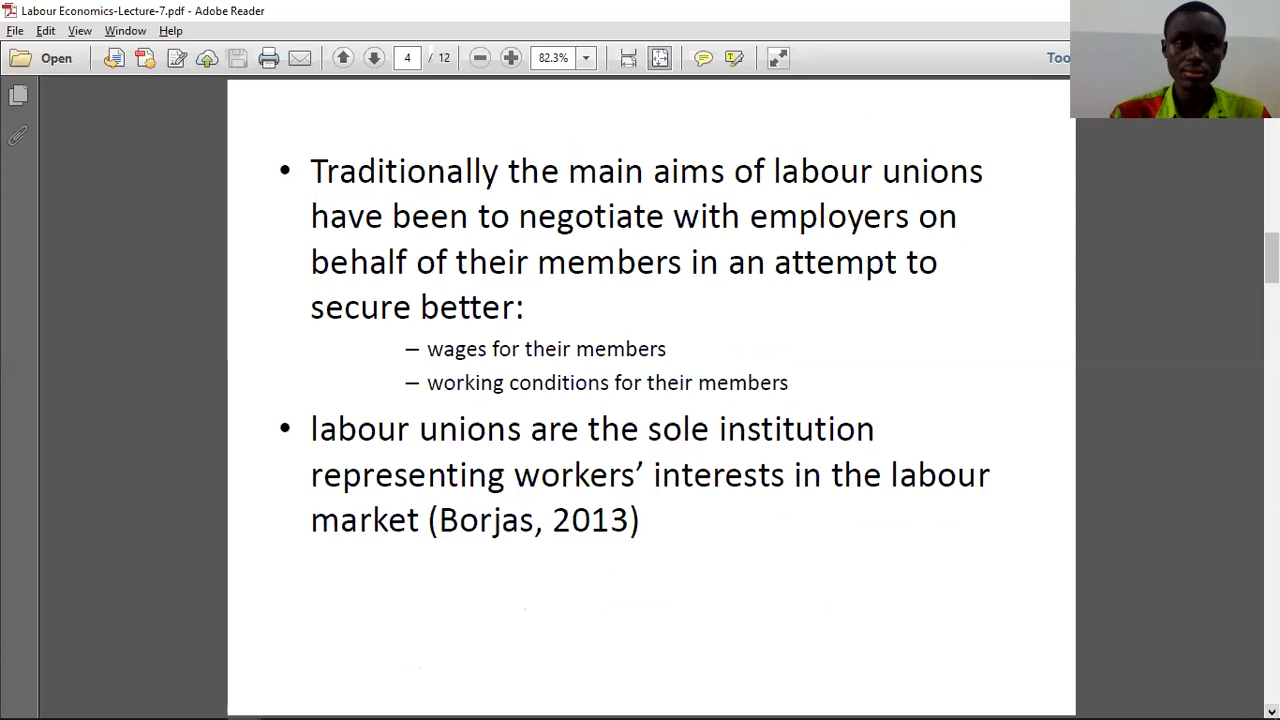 Labour Economics-Lecture-7.pdf - Adobe Reader
File Edit View Window Help
Open 4 / 12 82.3%
• Traditionally the main aims of labour unions
have been to negotiate with employers on
behalf of their members in an attempt to
secure better:
– wages for their members
– working conditions for their members
• labour unions are the sole institution
representing workers’ interests in the labour
market (Borjas, 2013)